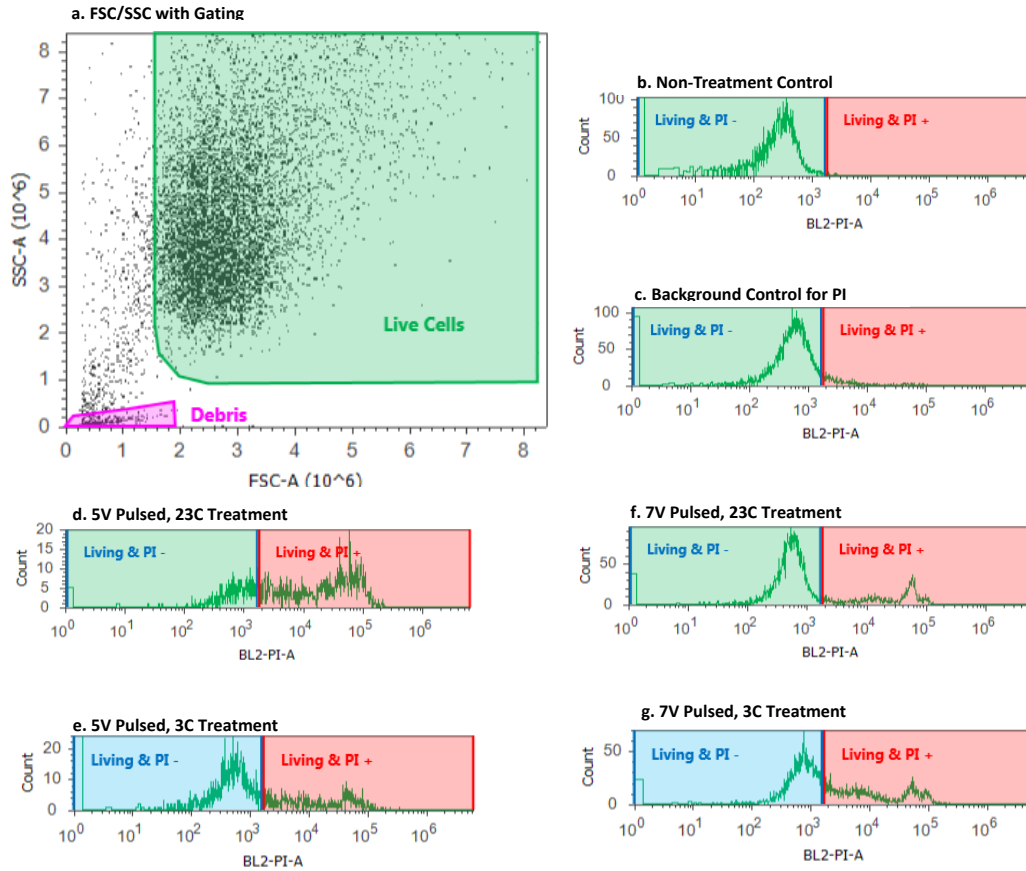 a. FSC/SSC with Gating
8
7
6
5
4
3
2
1
0
SSC-A (10^6)
Live Cells
Debris
0 1 2 3 4 5 6 7 8
FSC-A (10^6)
b. Non-Treatment Control
100
50
0
Count
Living & PI -
Living & PI +
10^0 10^1 10^2 10^3 10^4 10^5 10^6
BL2-PI-A
c. Background Control for PI
100
50
0
Count
Living & PI -
Living & PI +
10^0 10^1 10^2 10^3 10^4 10^5 10^6
BL2-PI-A
d. 5V Pulsed, 23C Treatment
20
15
10
5
0
Count
Living & PI -
Living & PI +
10^0 10^1 10^2 10^3 10^4 10^5 10^6
BL2-PI-A
f. 7V Pulsed, 23C Treatment
50
0
Count
Living & PI -
Living & PI +
10^0 10^1 10^2 10^3 10^4 10^5 10^6
BL2-PI-A
e. 5V Pulsed, 3C Treatment
20
10
0
Count
Living & PI -
Living & PI +
10^0 10^1 10^2 10^3 10^4 10^5 10^6
BL2-PI-A
g. 7V Pulsed, 3C Treatment
50
0
Count
Living & PI -
Living & PI +
10^0 10^1 10^2 10^3 10^4 10^5 10^6
BL2-PI-A